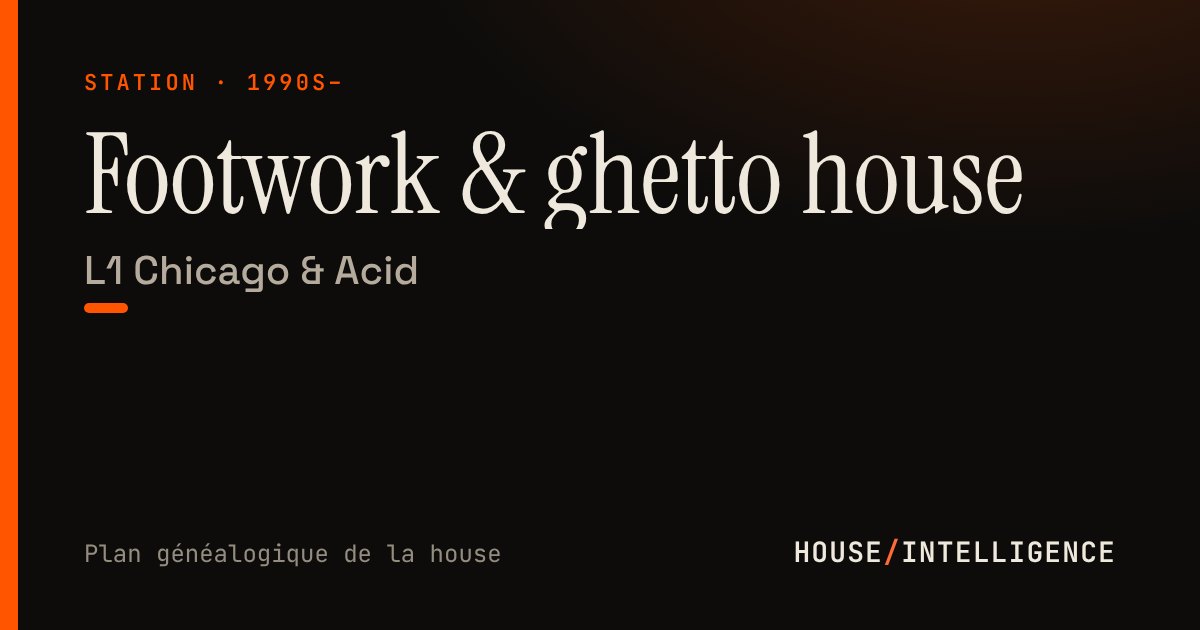 STATION · 1990S–
Footwork & ghetto house
L1 Chicago & Acid
Plan généalogique de la house
HOUSE/INTELLIGENCE